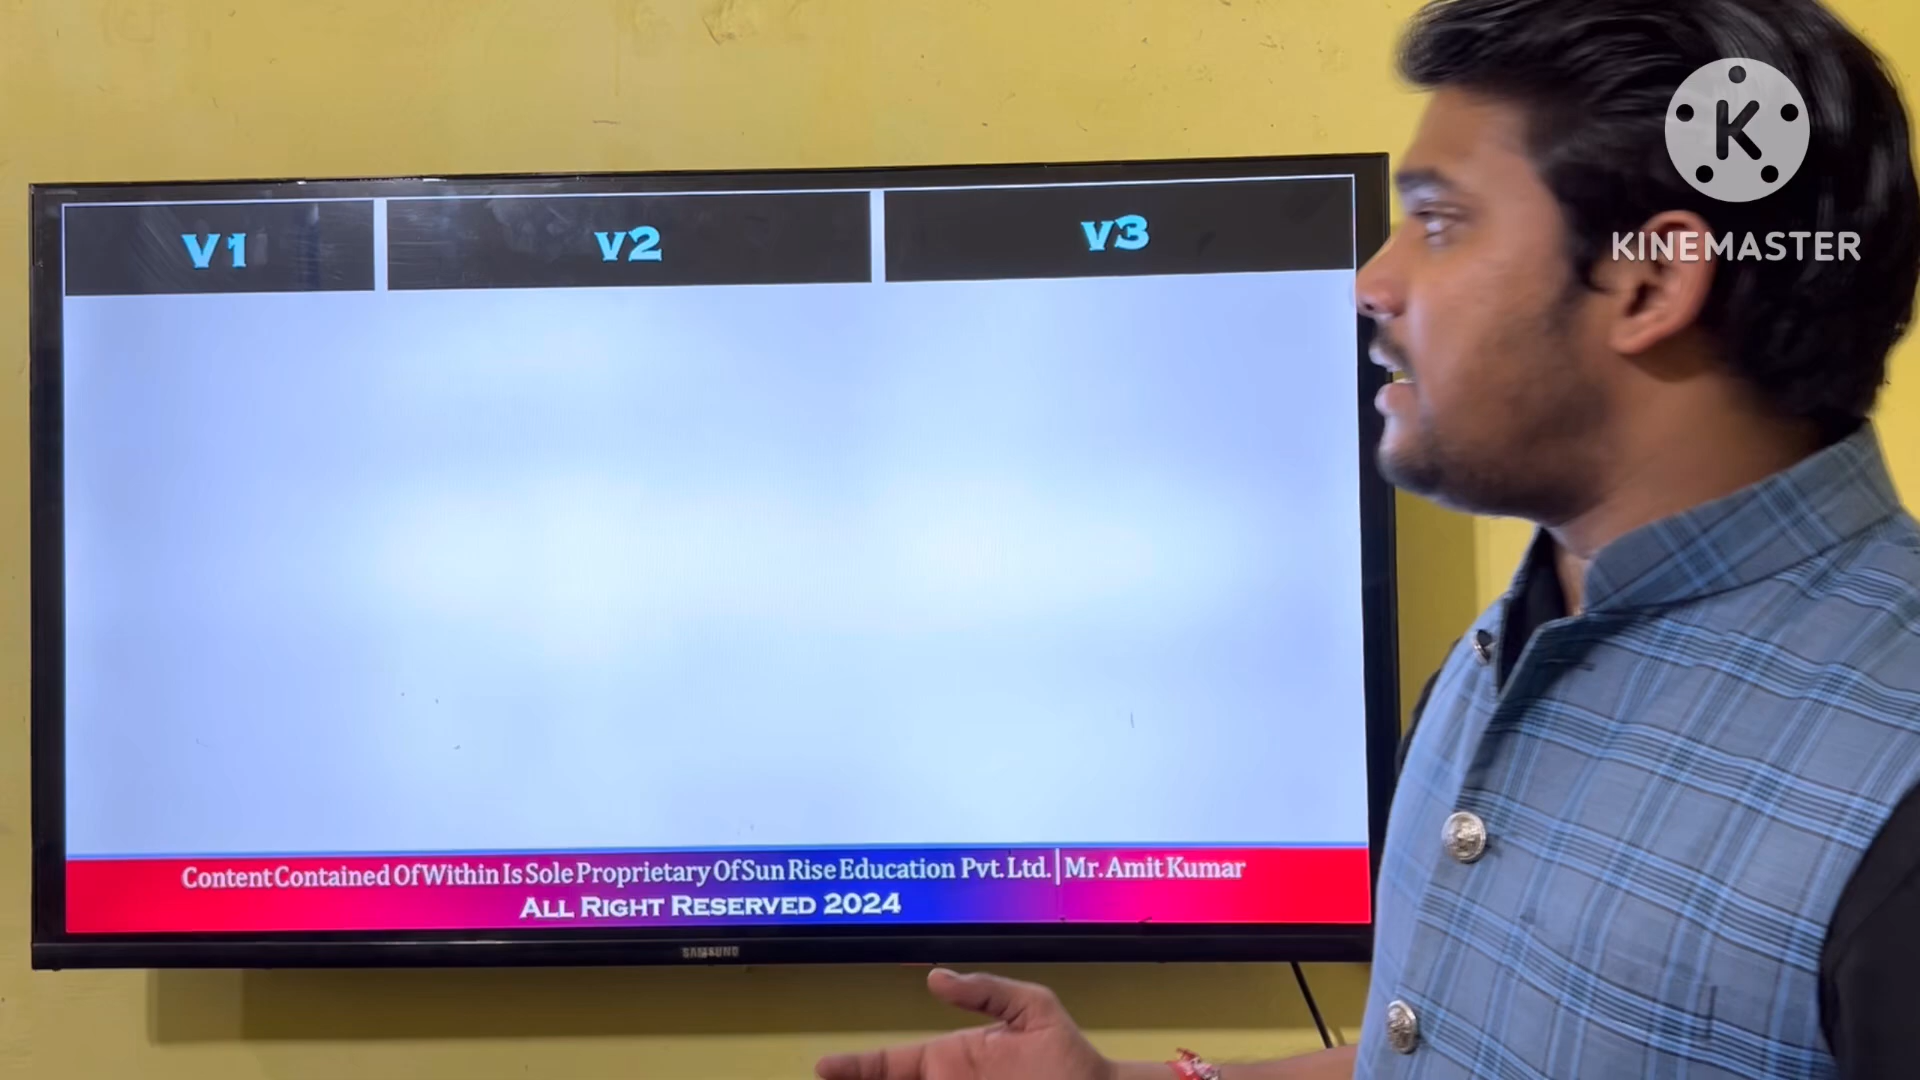 V1 V2 V3
K
KINEMASTER
Content Contained Of Within Is Sole Proprietary Of Sun Rise Education Pvt. Ltd. | Mr. Amit Kumar
ALL RIGHT RESERVED 2024
SAMSUNG